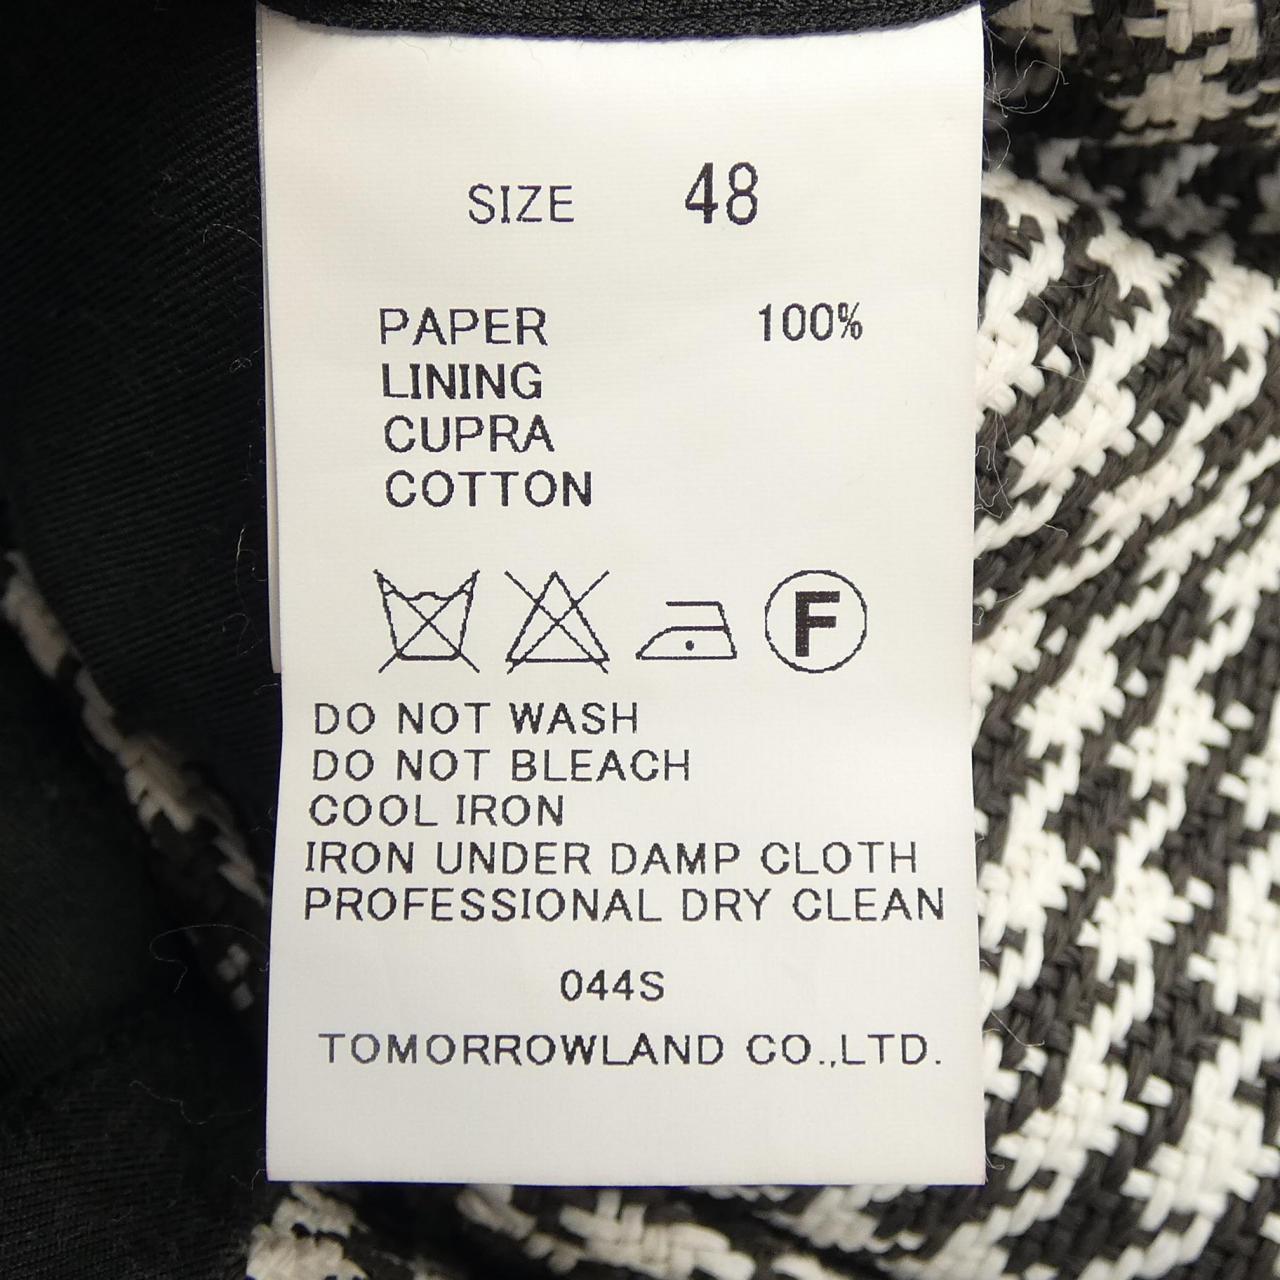 SIZE 48
PAPER 100%
LINING
CUPRA
COTTON
F
DO NOT WASH
DO NOT BLEACH
COOL IRON
IRON UNDER DAMP CLOTH
PROFESSIONAL DRY CLEAN
044S
TOMORROWLAND CO.,LTD.